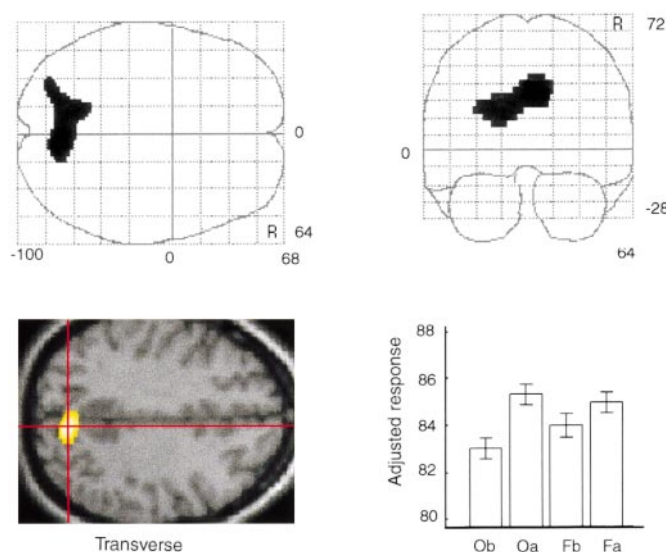 R
0
R
64
-100
0
68
R
72
0
-28
64
Transverse
Adjusted response
88
86
84
82
80
Ob
Oa
Fb
Fa